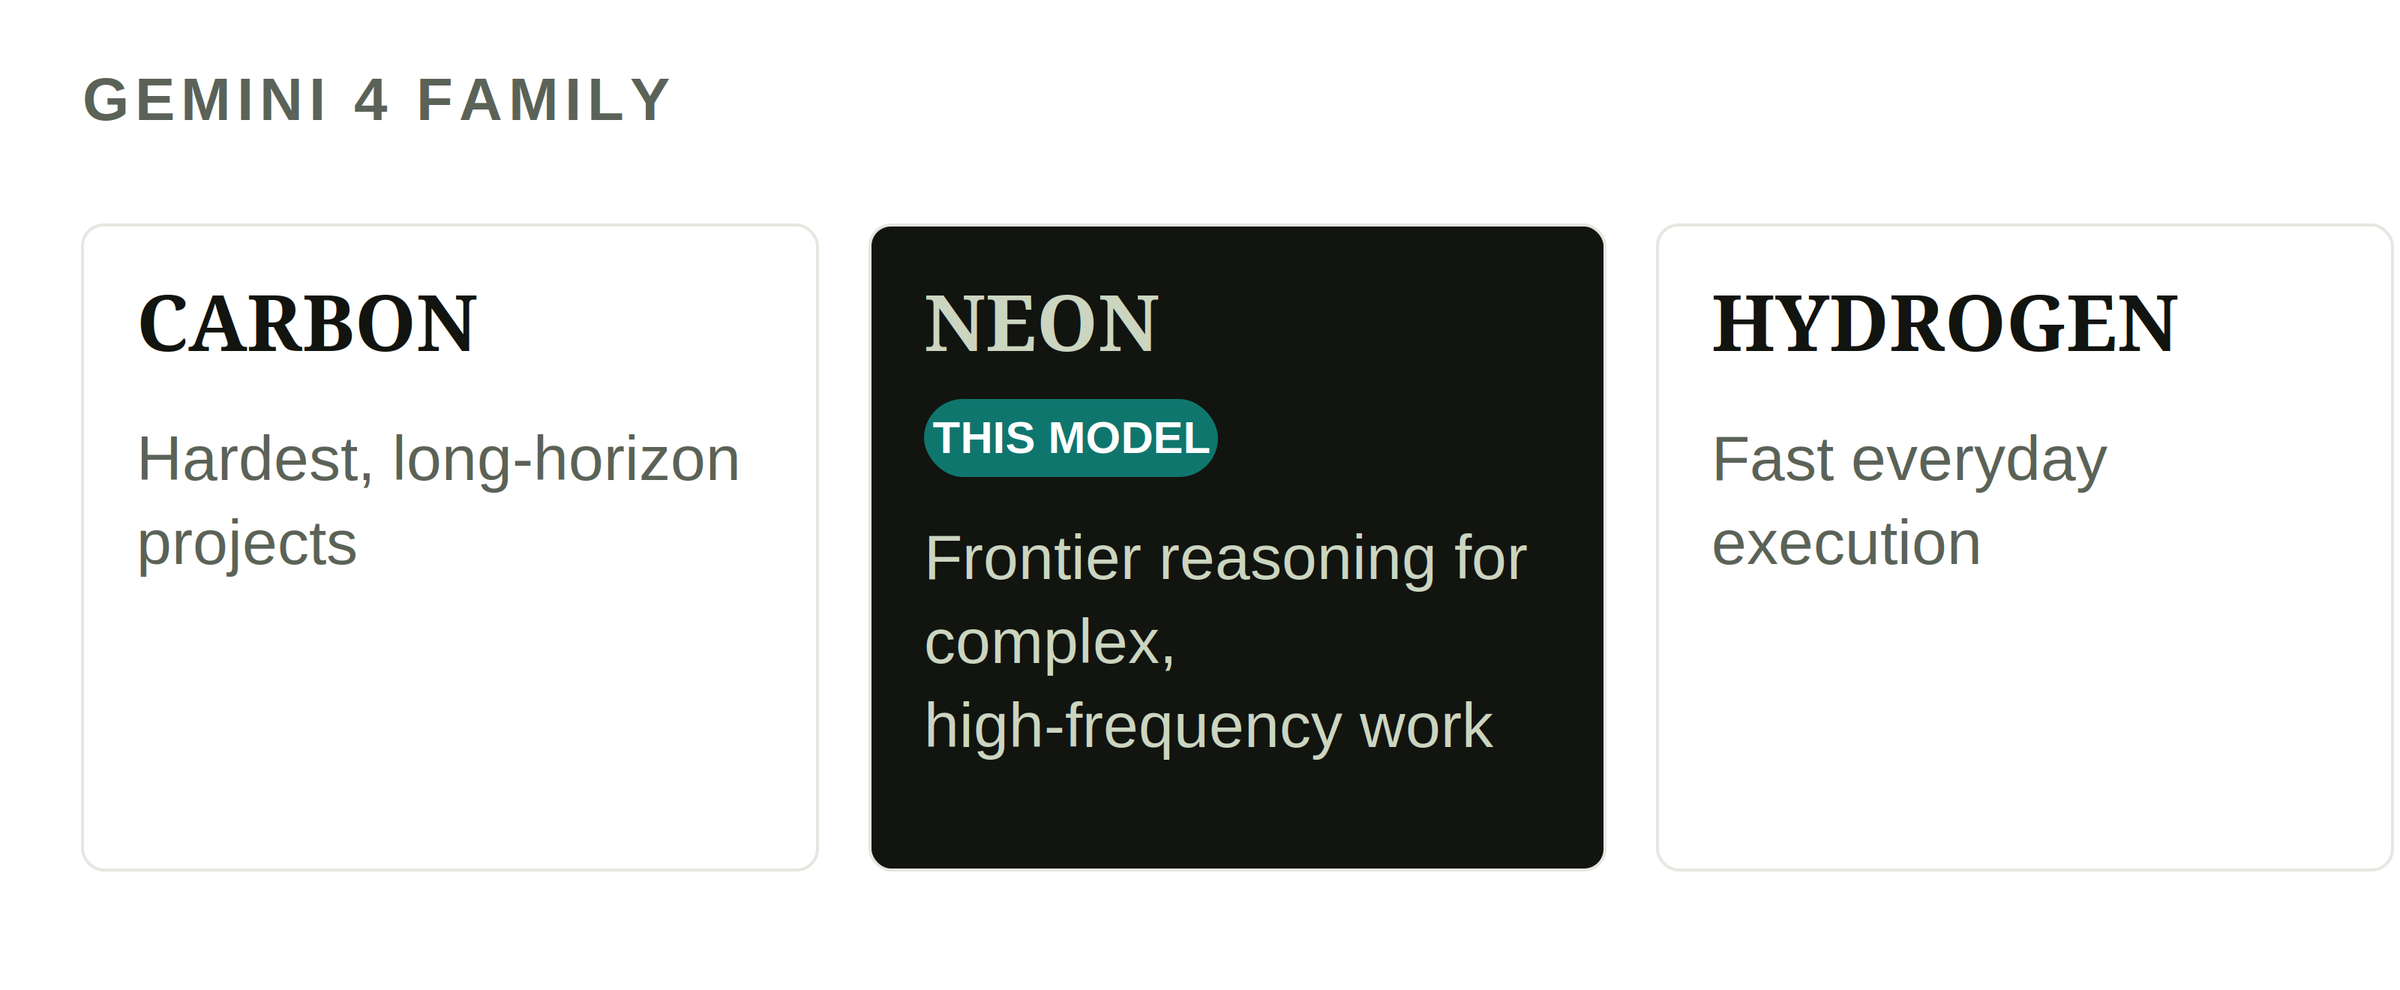 GEMINI 4 FAMILY
CARBON
Hardest, long-horizon
projects
NEON
THIS MODEL
Frontier reasoning for
complex,
high-frequency work
HYDROGEN
Fast everyday
execution